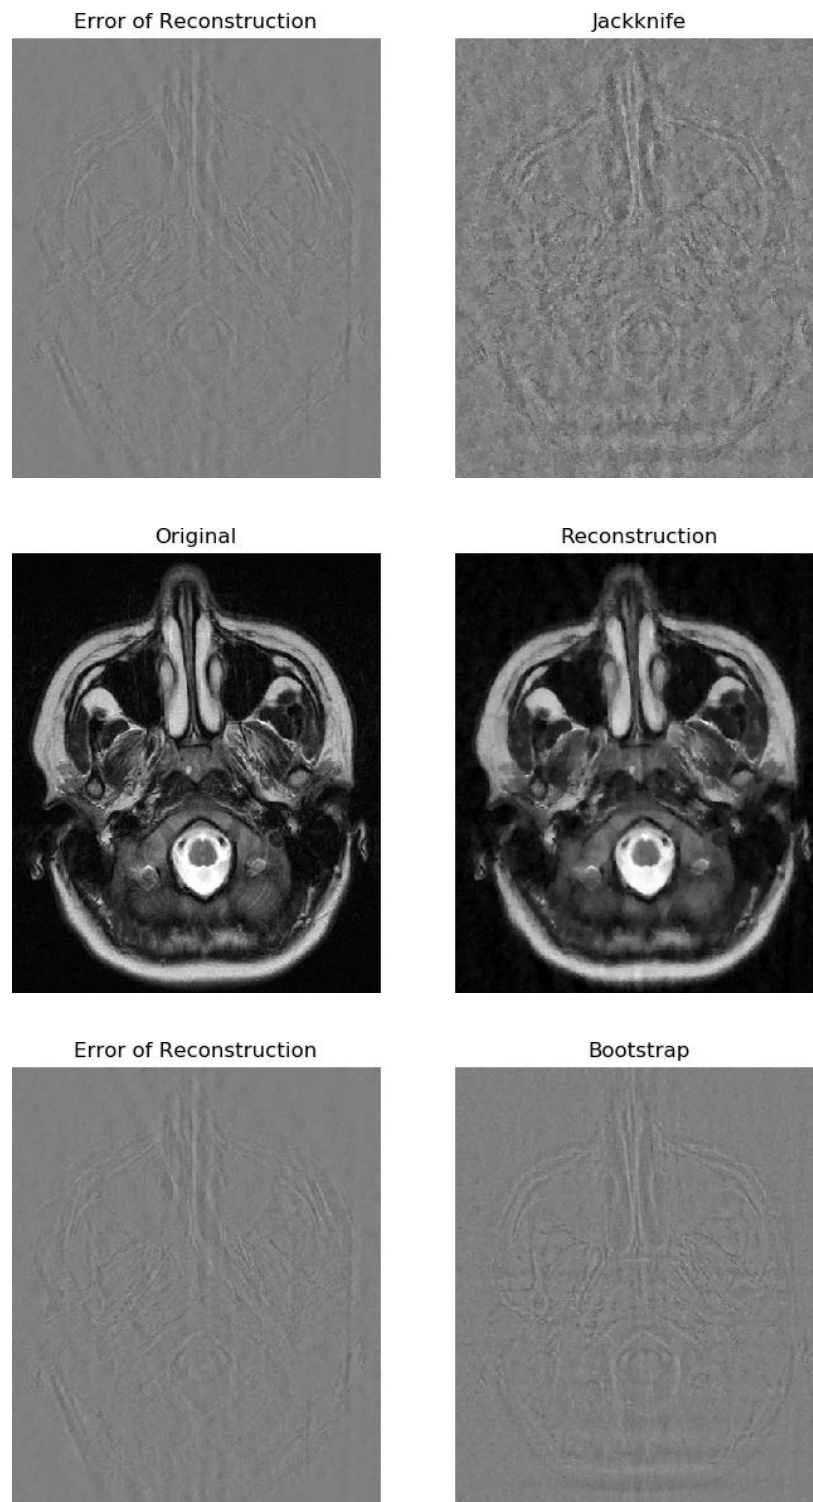 Error of Reconstruction
Jackknife
Original
Reconstruction
Error of Reconstruction
Bootstrap